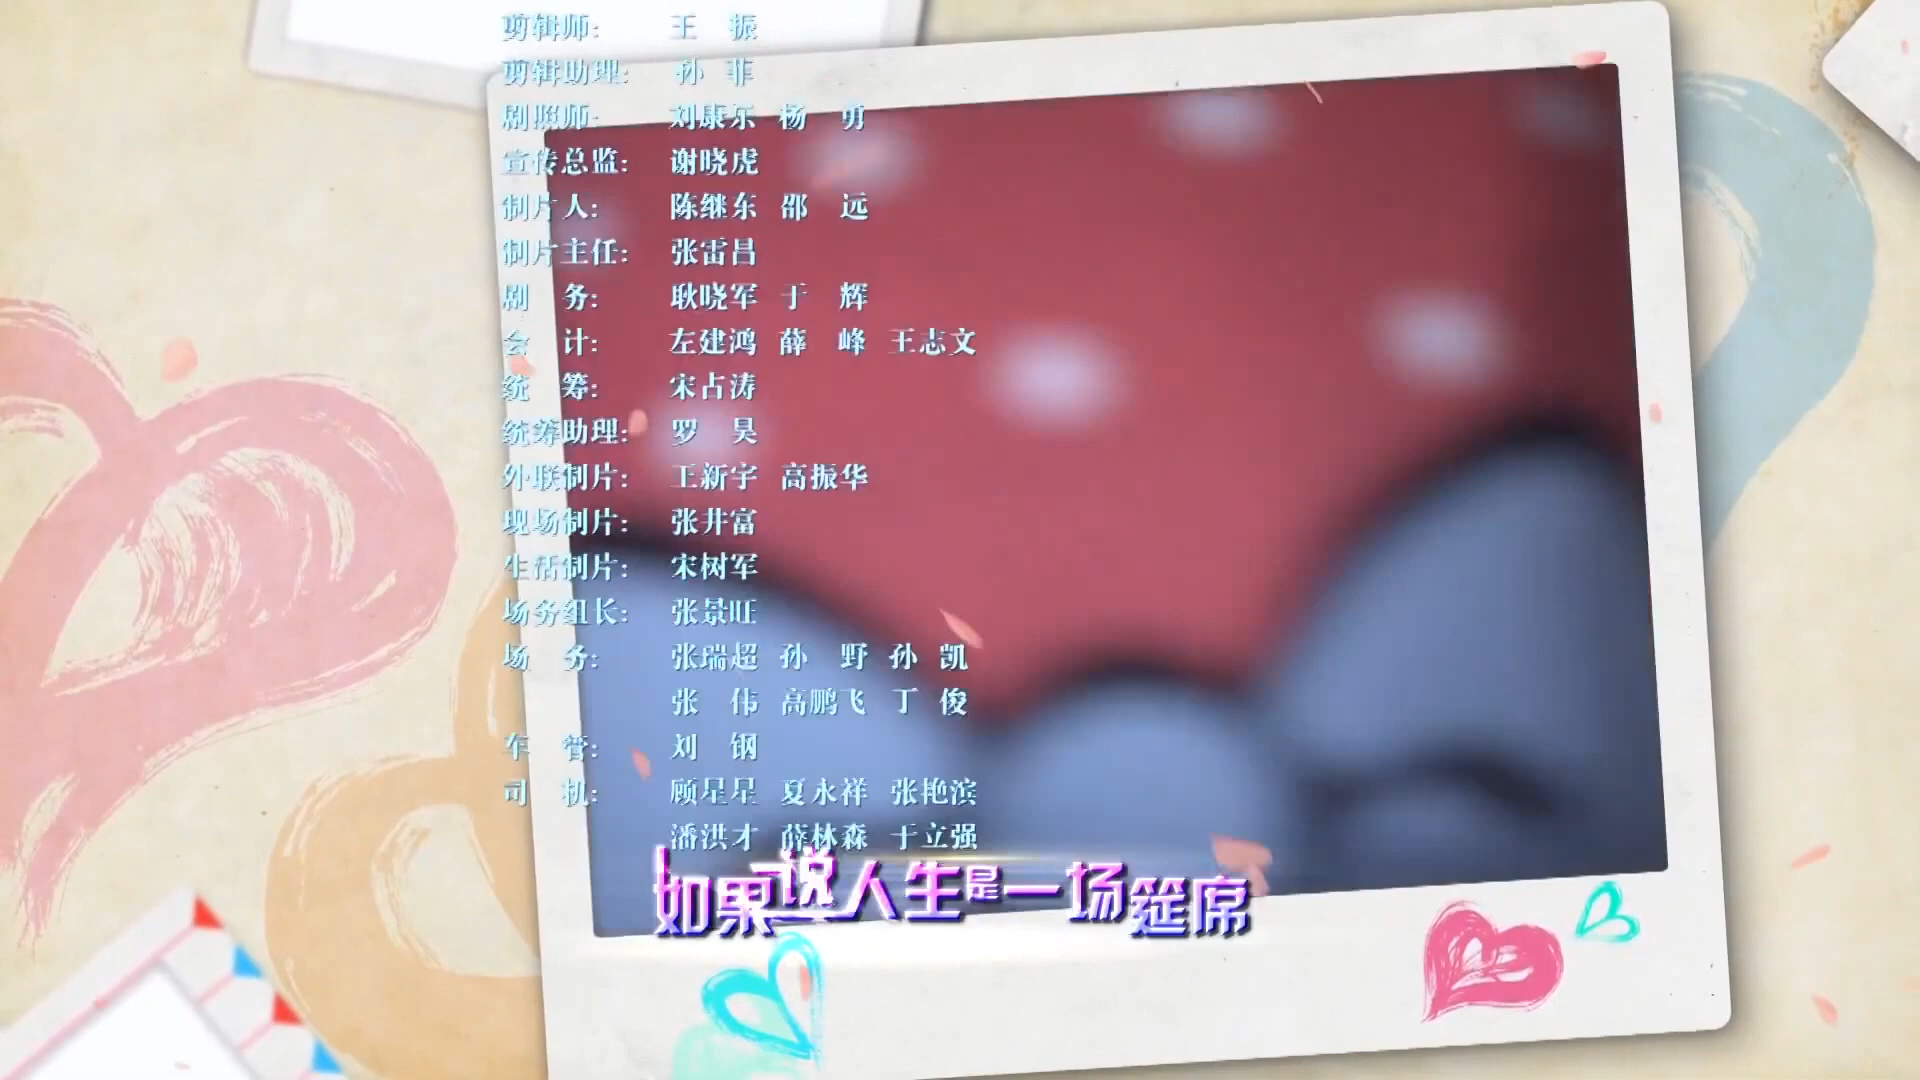 剪辑师: 王 振
剪辑助理: 孙 菲
剧照师: 刘康乐 杨 勇
宣传总监: 谢晓虎
制片人: 陈继东 邵 远
制片主任: 张雷昌
剧 务: 耿晓军 于 辉
会 计: 左建鸿 薛 峰 王志文
统 筹: 宋占涛
统筹助理: 罗 昊
外联制片: 王新宇 高振华
现场制片: 张井富
生活制片: 宋树军
场务组长: 张景旺
场 务: 张瑞超 孙 野 孙 凯
张 伟 高鹏飞 丁 俊
车 管: 刘 钢
司 机: 顾星星 夏永祥 张艳滨
潘洪才 薛林森 于立强
如果说人生是一场筵席